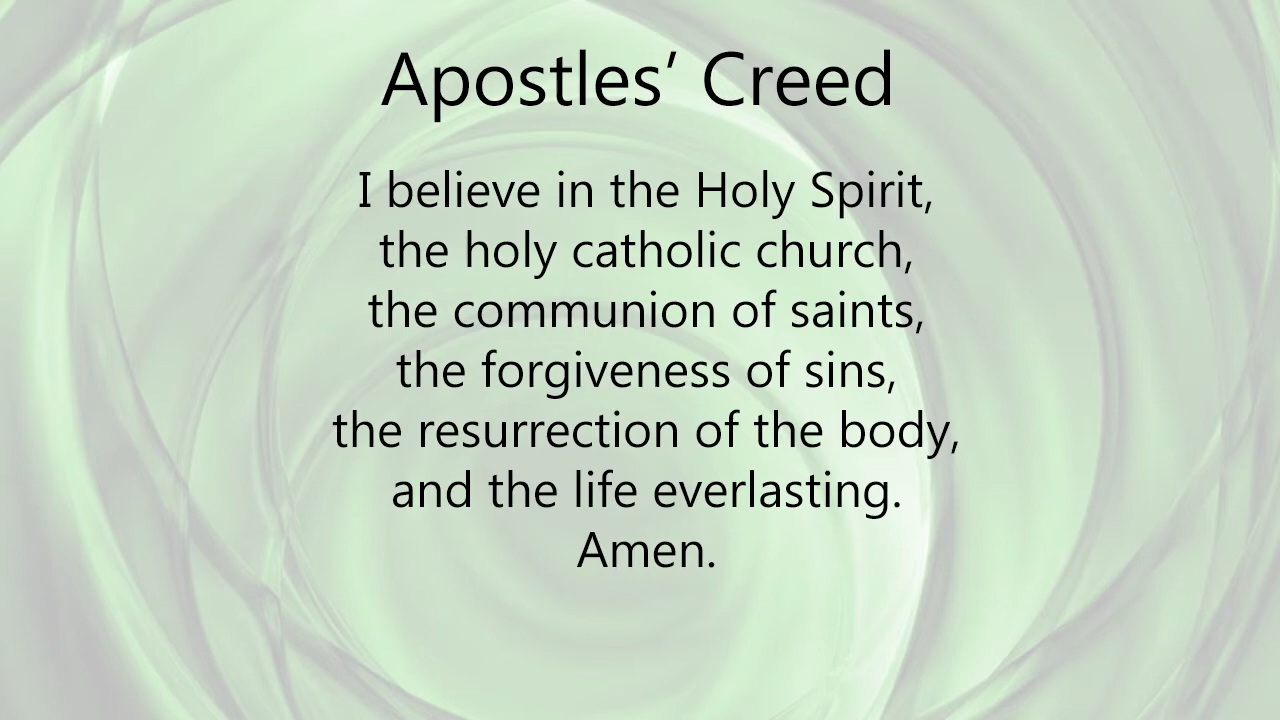 Apostles’ Creed
I believe in the Holy Spirit,
the holy catholic church,
the communion of saints,
the forgiveness of sins,
the resurrection of the body,
and the life everlasting.
Amen.